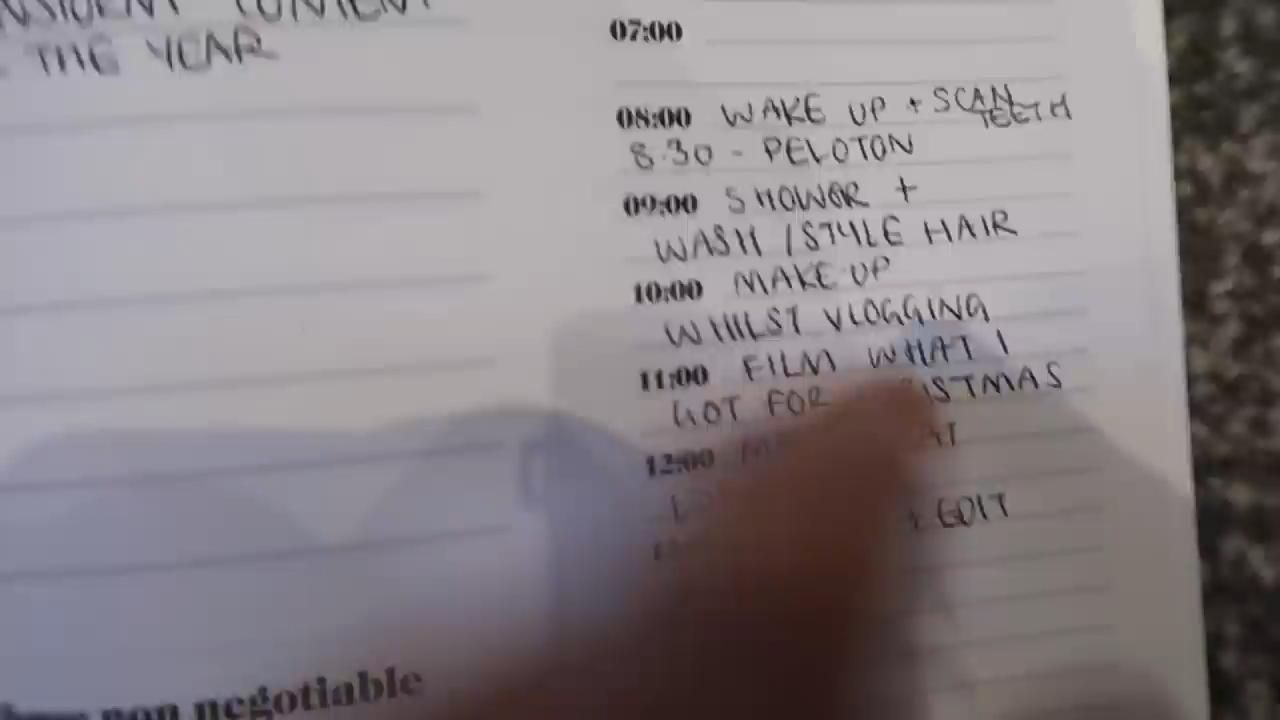 CONTENT
THE YEAR
07:00
08:00 WAKE UP + SCAN TEETH
8.30 - PELOTON
09:00 SHOWER +
WASH / STYLE HAIR
10:00 MAKE UP
WHILST VLOGGING
11:00 FILM WHAT I
GOT FOR
12:00
EDIT
non negotiable